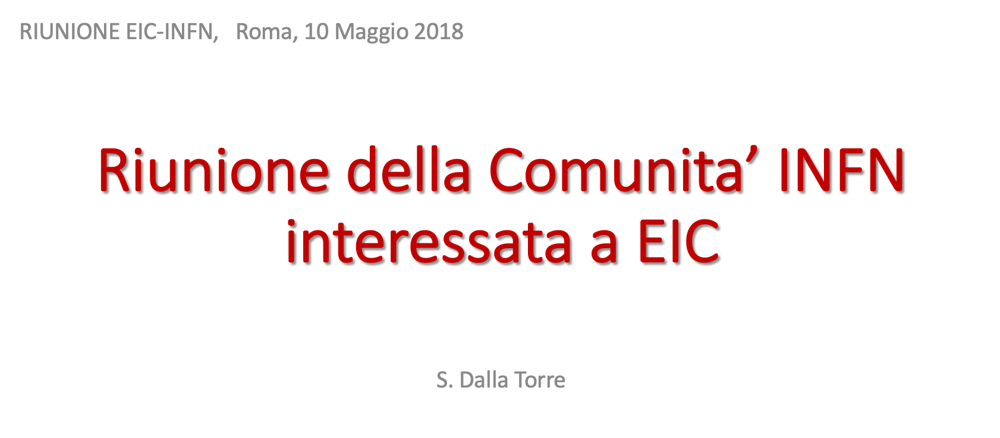 RIUNIONE EIC-INFN, Roma, 10 Maggio 2018
Riunione della Comunita’ INFN
interessata a EIC
S. Dalla Torre